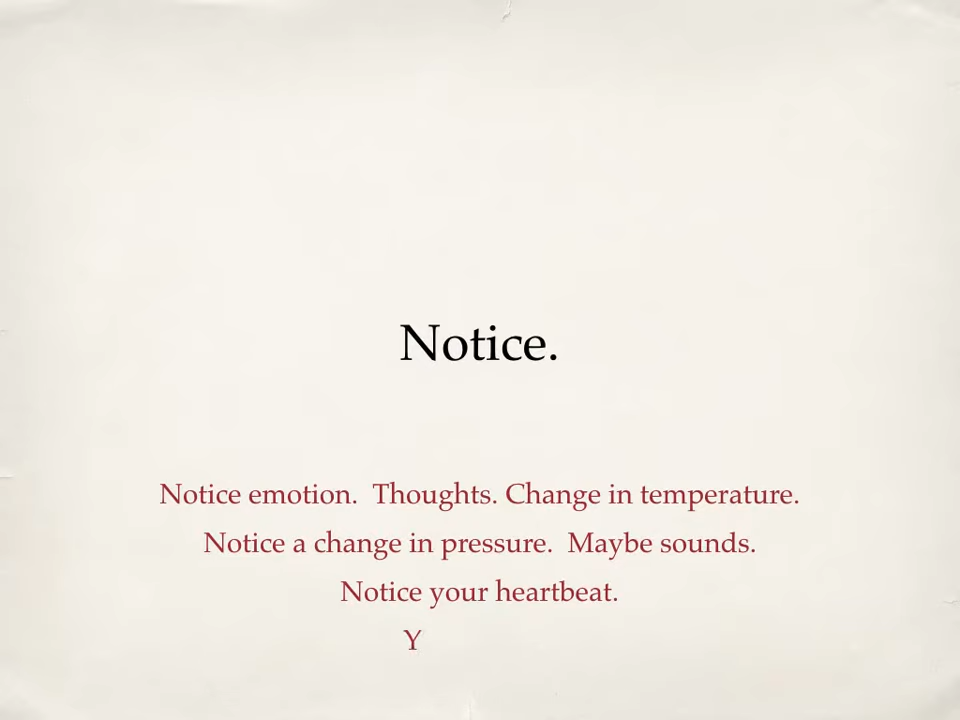 Notice.
Notice emotion.  Thoughts. Change in temperature.
Notice a change in pressure.  Maybe sounds.
Notice your heartbeat.
Y